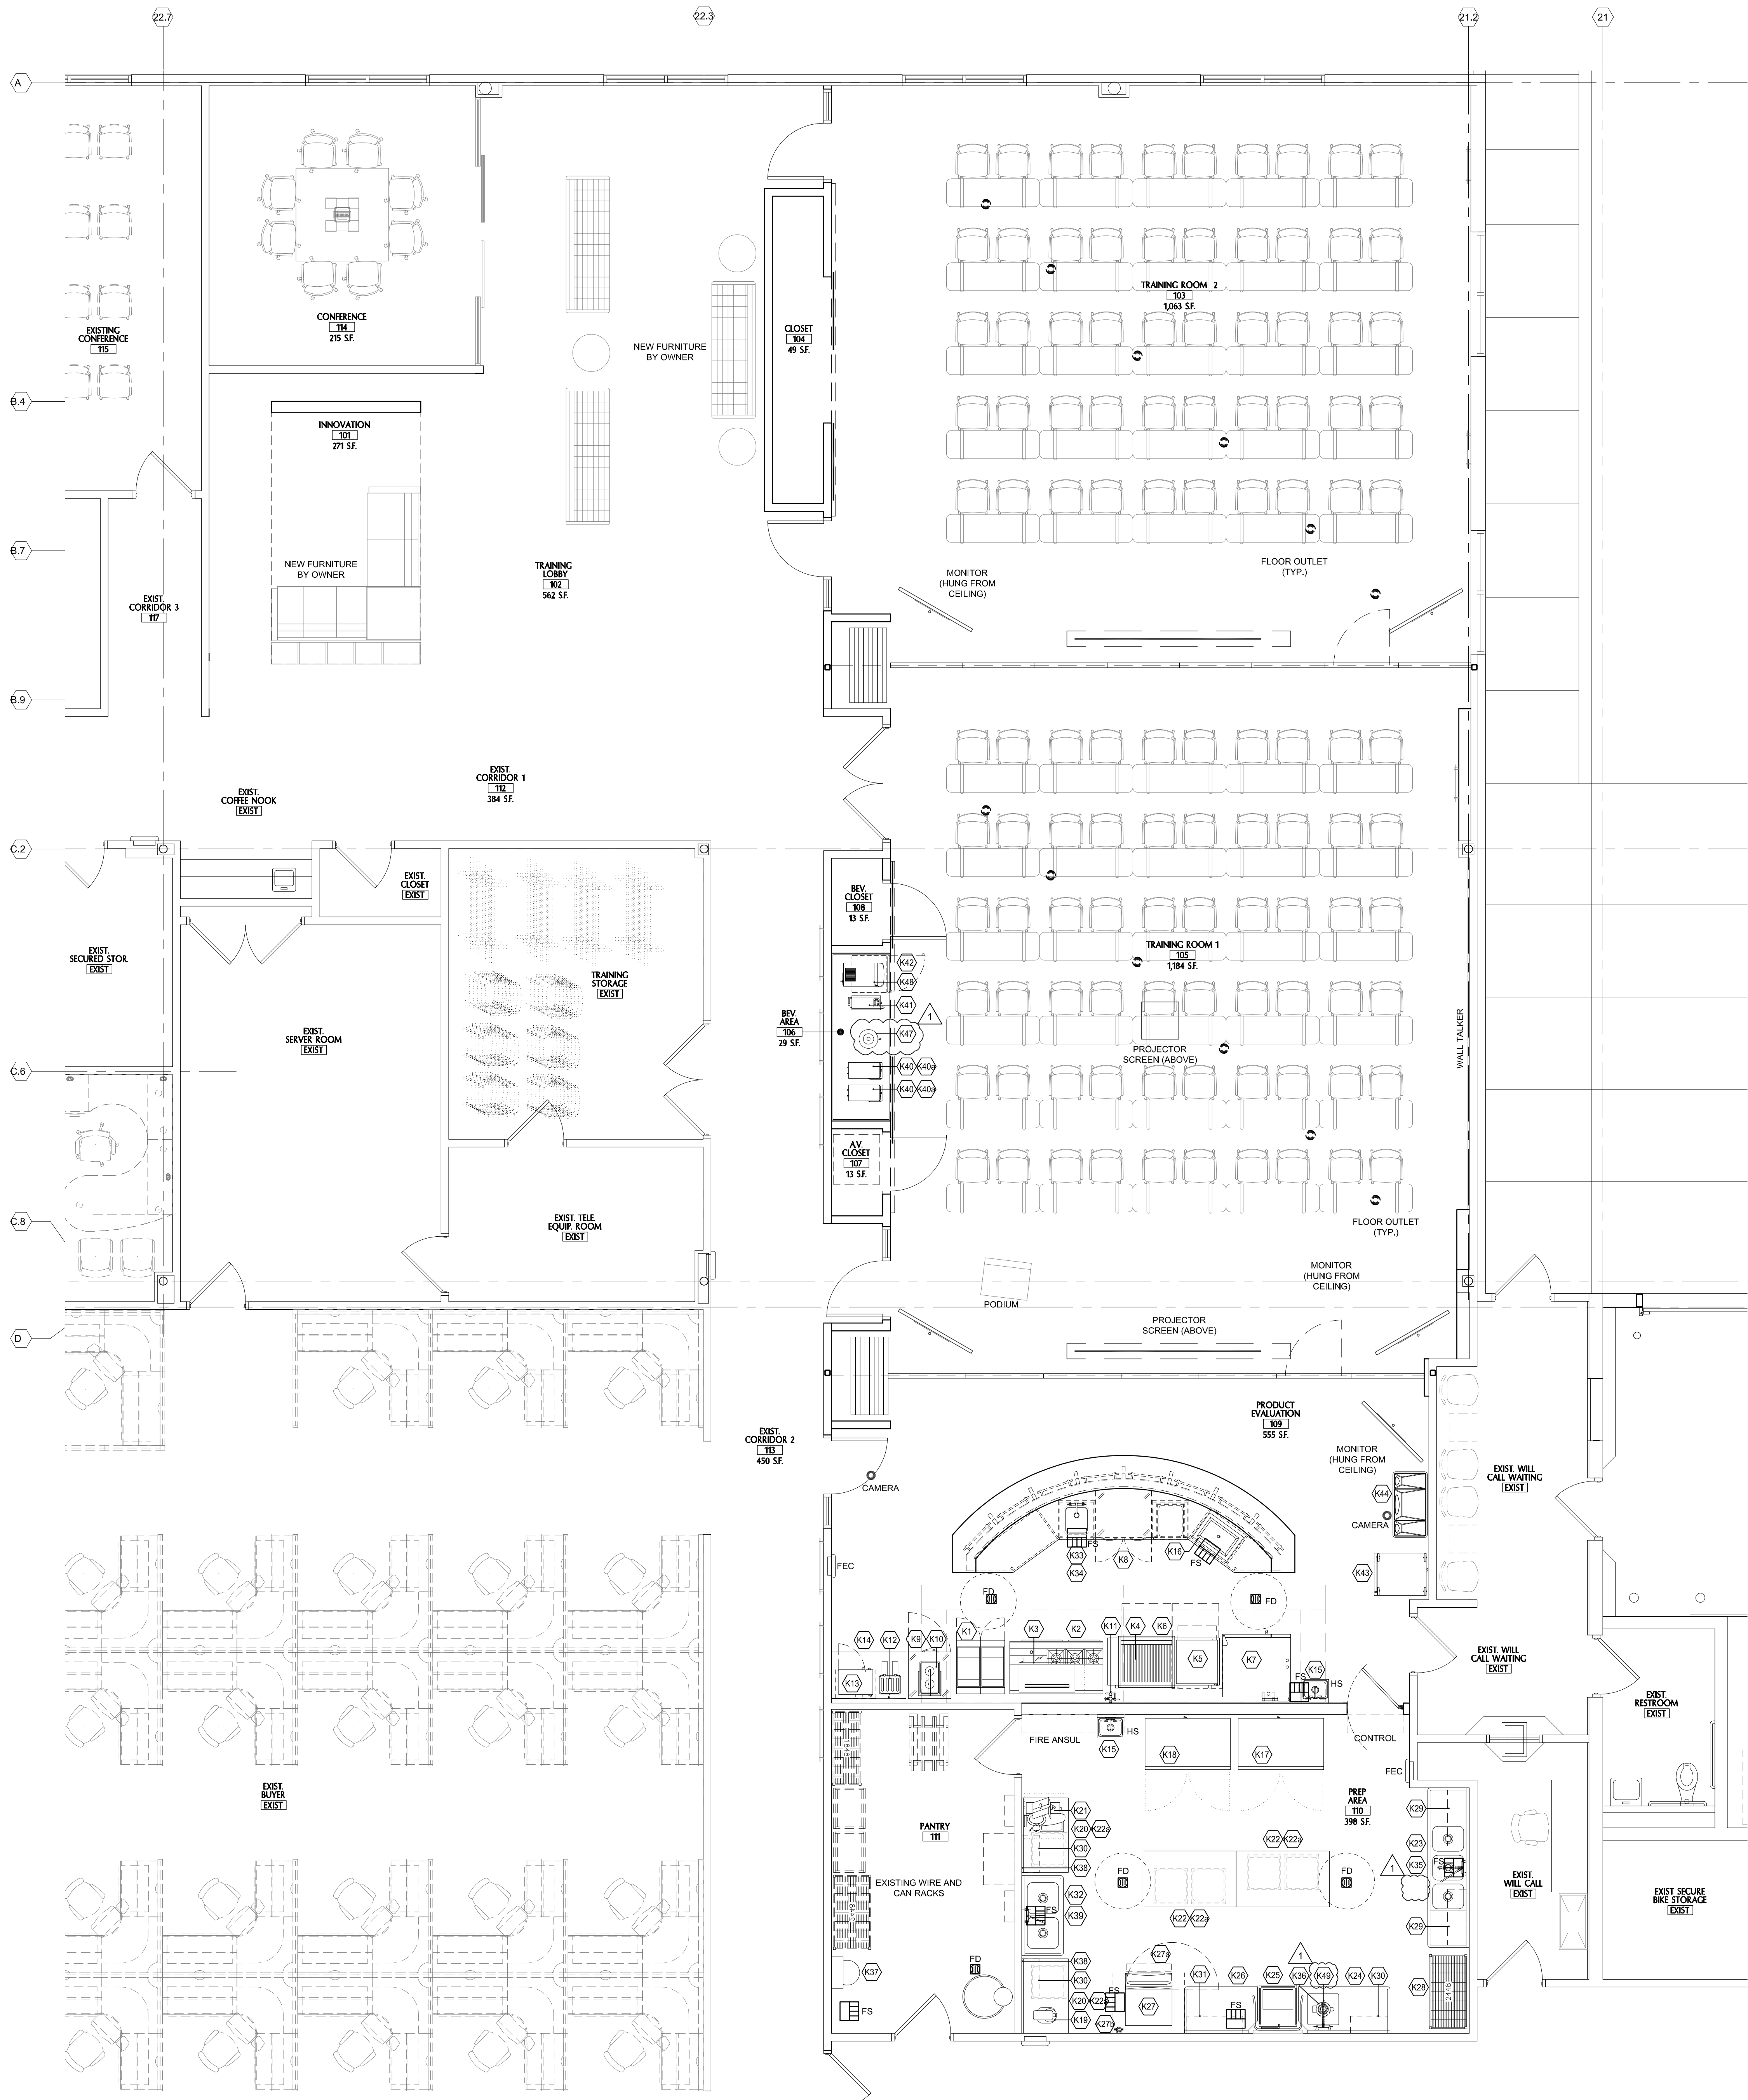 22.7
22.3
21.2
21
A
B.4
B.7
B.9
C.2
C.6
C.8
D
EXISTING
CONFERENCE
115
CONFERENCE
114
215 S.F.
INNOVATION
101
271 S.F.
NEW FURNITURE
BY OWNER
NEW FURNITURE
BY OWNER
CLOSET
104
49 S.F.
TRAINING ROOM 2
103
1,063 S.F.
TRAINING
LOBBY
102
562 S.F.
EXIST.
CORRIDOR 3
117
MONITOR
(HUNG FROM
CEILING)
FLOOR OUTLET
(TYP.)
EXIST.
CORRIDOR 1
112
384 S.F.
EXIST.
COFFEE NOOK
EXIST
EXIST.
CLOSET
EXIST
EXIST.
SECURED STOR.
EXIST
TRAINING
STORAGE
EXIST
EXIST.
SERVER ROOM
EXIST
EXIST. TELE.
EQUIP. ROOM
EXIST
BEV.
CLOSET
108
13 S.F.
BEV.
AREA
106
29 S.F.
K42
K48
K41
1
K47
K40
K40a
K40
K40a
A.V.
CLOSET
107
13 S.F.
TRAINING ROOM 1
105
1,184 S.F.
PROJECTOR
SCREEN (ABOVE)
WALL TALKER
FLOOR OUTLET
(TYP.)
MONITOR
(HUNG FROM
CEILING)
PODIUM
PROJECTOR
SCREEN (ABOVE)
EXIST.
CORRIDOR 2
113
450 S.F.
PRODUCT
EVALUATION
109
555 S.F.
MONITOR
(HUNG FROM
CEILING)
CAMERA
K44
CAMERA
K43
EXIST. WILL
CALL WAITING
EXIST
FEC
FS
K33
K34
K8
K16
FS
FD
FD
K14
K12
K9
K10
K1
K3
K2
K11
K4
K6
K5
K7
K13
K15
FS
HS
EXIST. WILL
CALL WAITING
EXIST
EXIST.
RESTROOM
EXIST
1848
FIRE ANSUL
K15
HS
K18
K17
CONTROL
FEC
EXIST.
BUYER
EXIST
PANTRY
111
K21
K20
K22a
K30
K38
PREP
AREA
110
398 S.F.
K29
K23
K35
FS
1
K22
K22a
FD
FD
K22
K22a
EXISTING WIRE AND
CAN RACKS
2448
K32
K39
FS
K29
EXIST.
WILL CALL
EXIST
EXIST SECURE
BIKE STORAGE
EXIST
K37
FS
FD
K38
K30
K20
K22a
K19
K27a
FS
K27
K27b
K31
K26
FS
K25
1
K36
K49
K24
K30
K28
2448